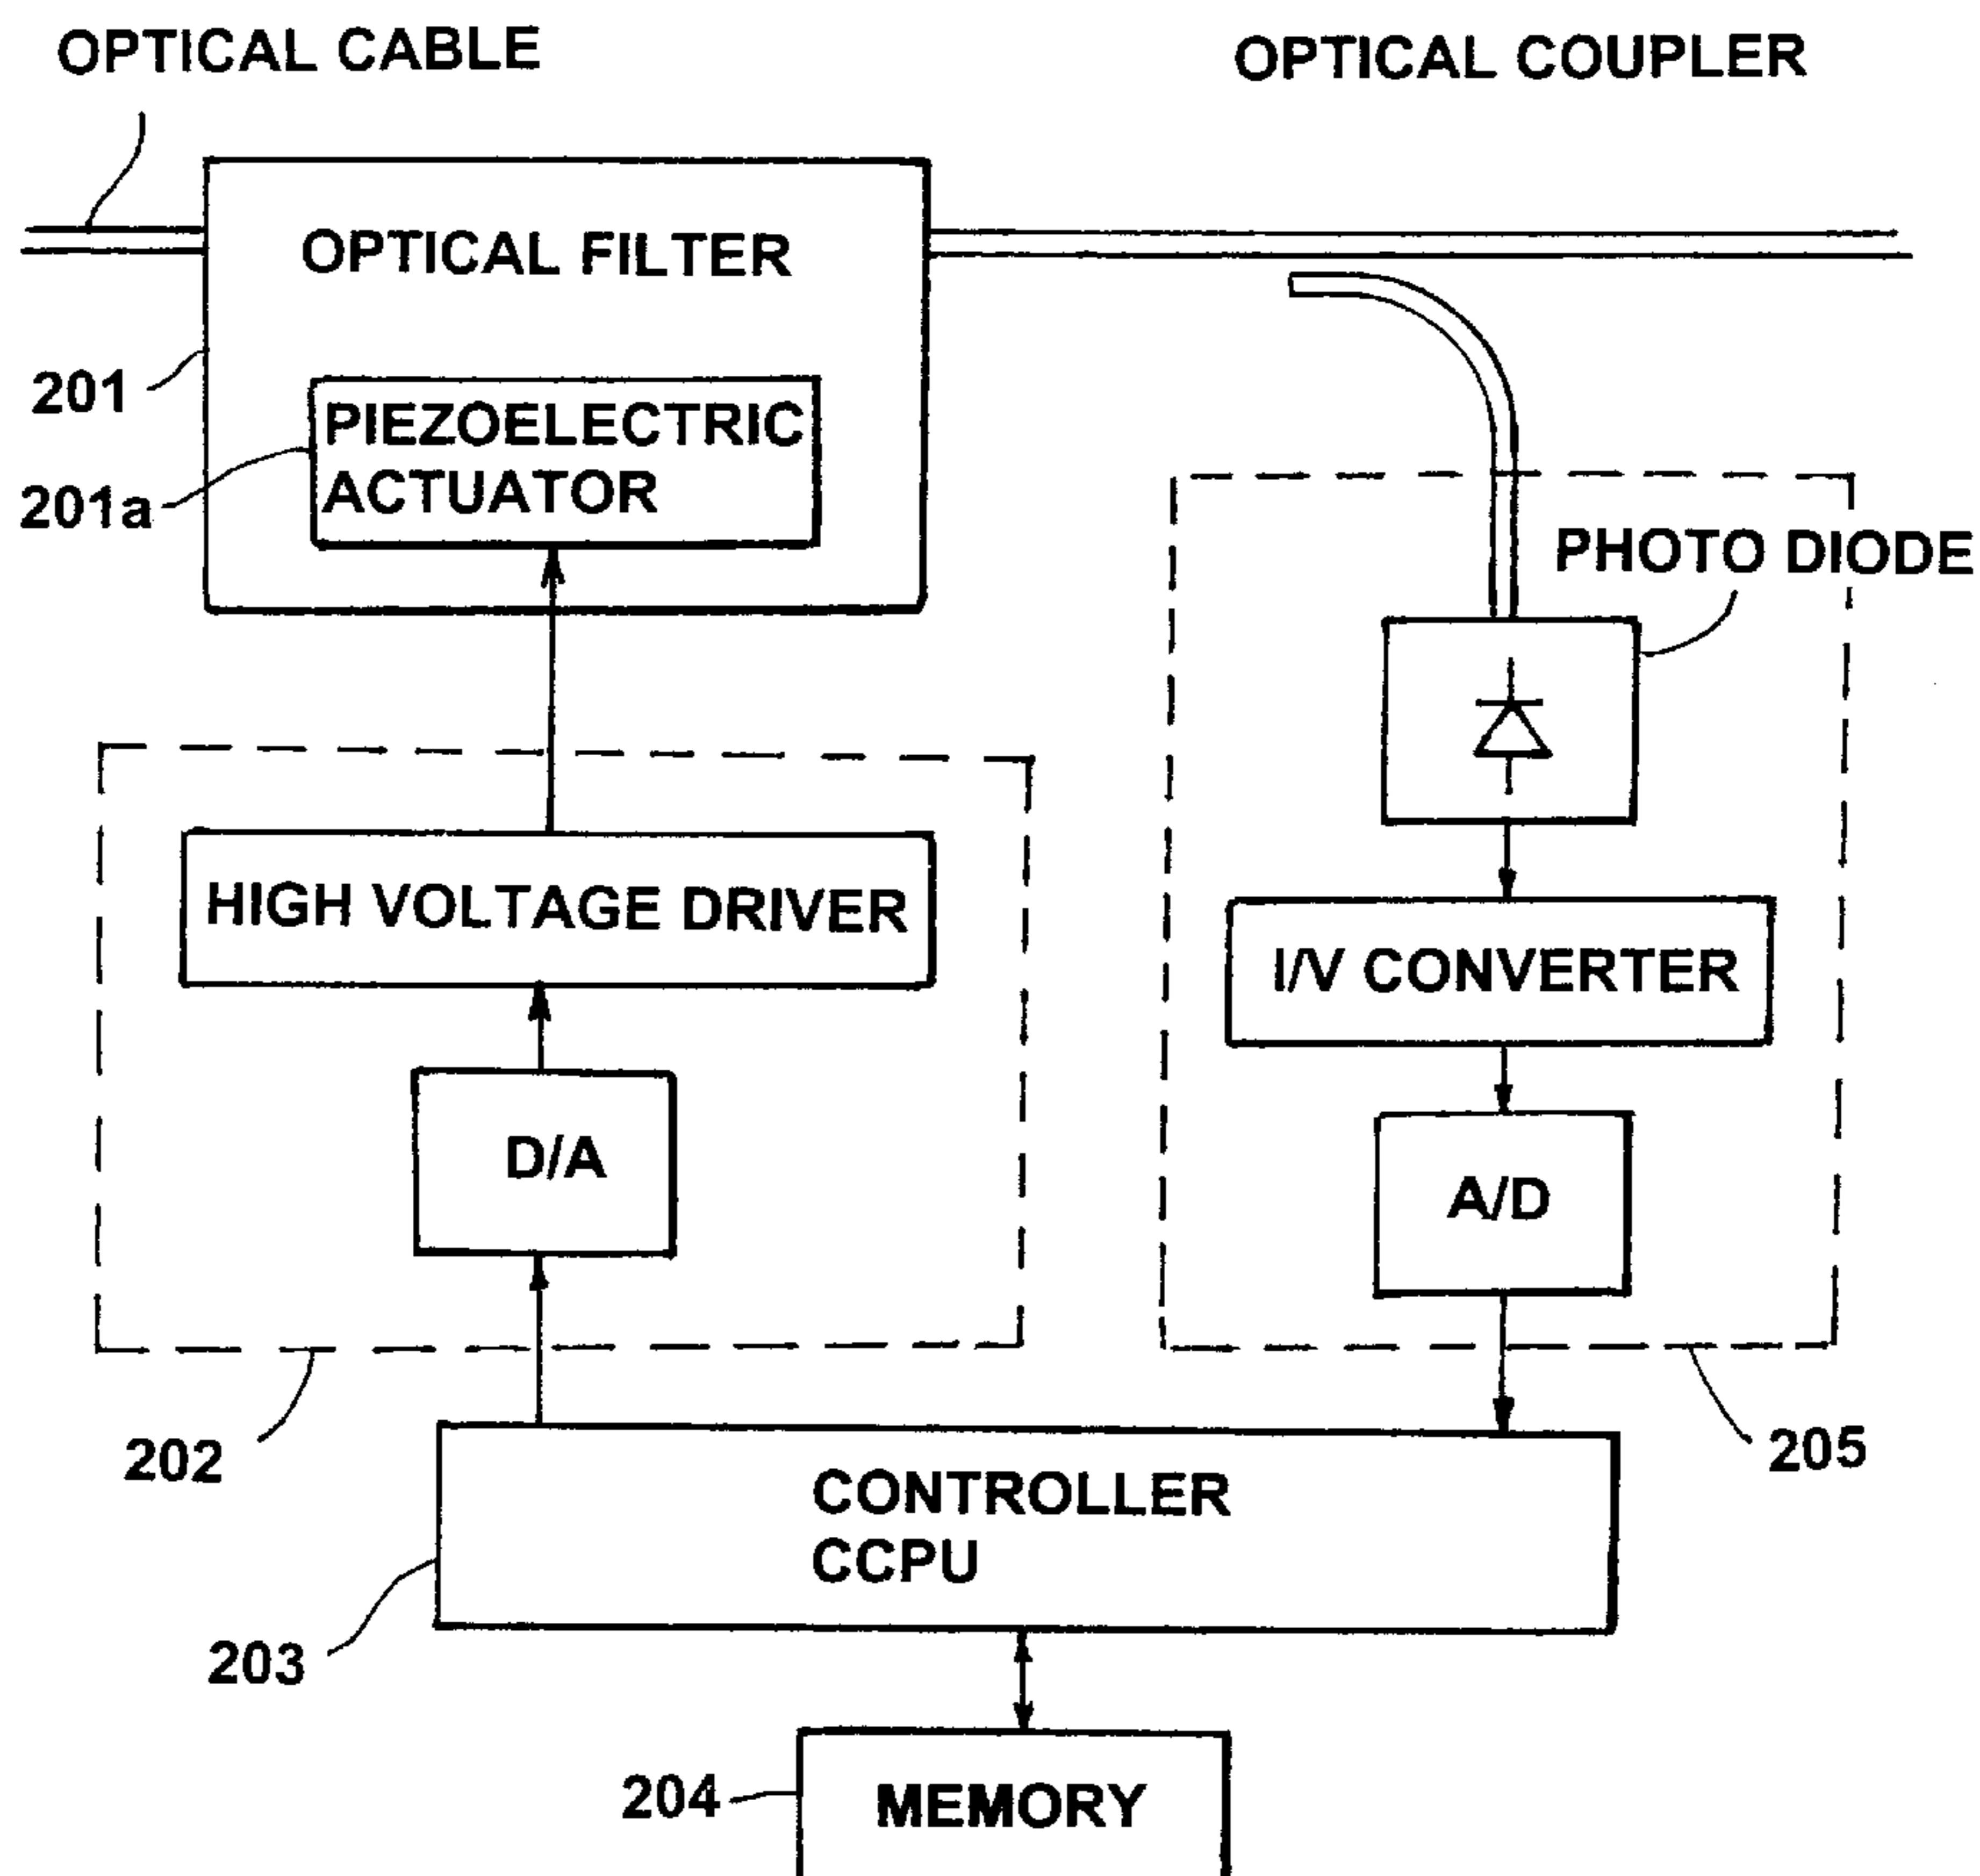 OPTICAL CABLE
OPTICAL COUPLER
OPTICAL FILTER
201
PIEZOELECTRIC
ACTUATOR
201a
PHOTO DIODE
HIGH VOLTAGE DRIVER
I/V CONVERTER
D/A
A/D
202
205
CONTROLLER
CCPU
203
204
MEMORY